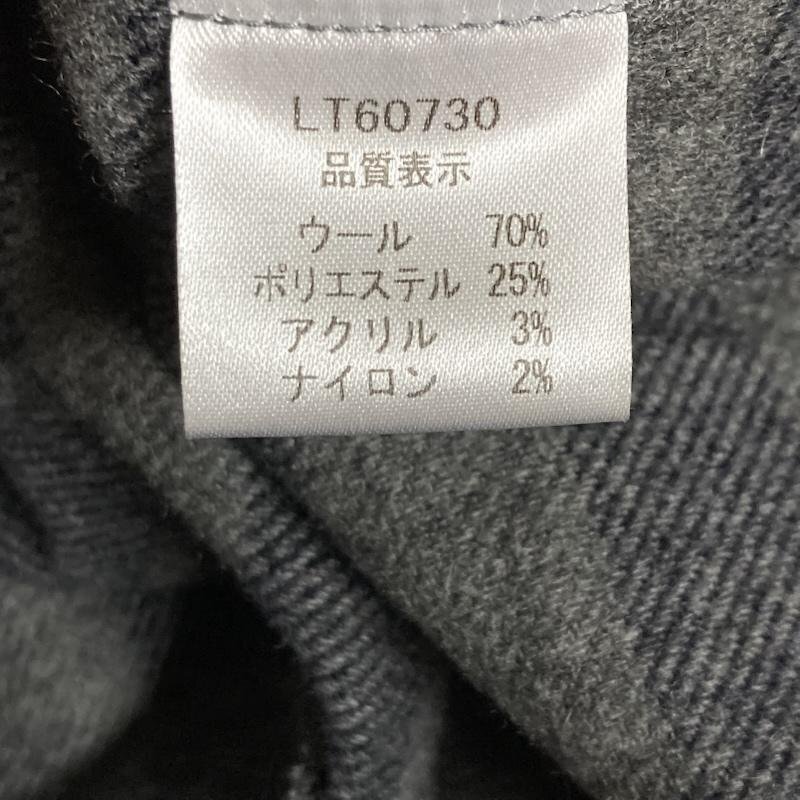 LT60730
品質表示
ウール 70%
ポリエステル 25%
アクリル 3%
ナイロン 2%